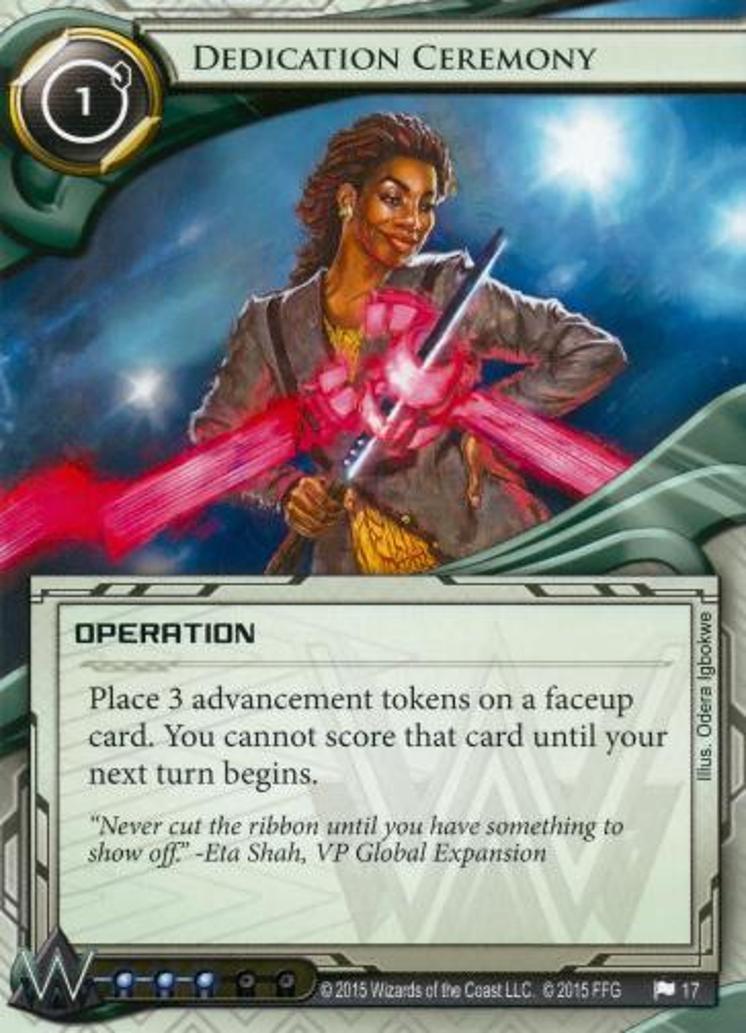 1
DEDICATION CEREMONY
OPERATION
Place 3 advancement tokens on a faceup
card. You cannot score that card until your
next turn begins.
“Never cut the ribbon until you have something to
show off.” -Eta Shah, VP Global Expansion
Illus. Odera Igbokwe
W
© 2015 Wizards of the Coast LLC. © 2015 FFG
17